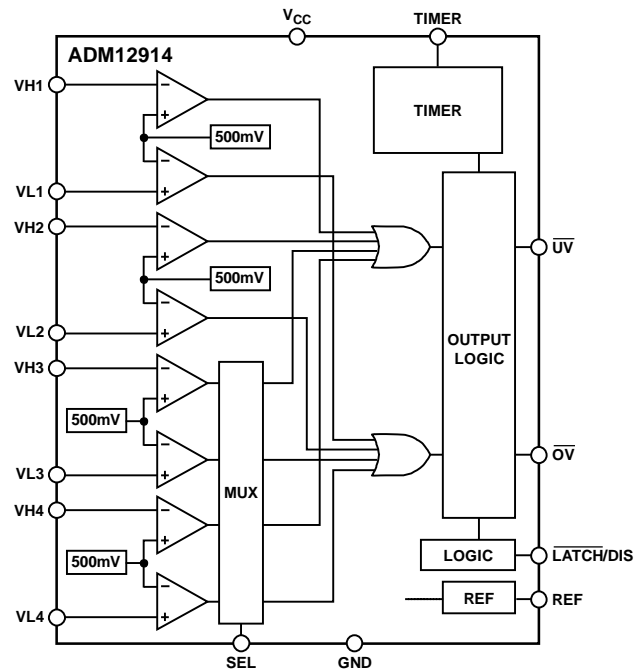 VCC
TIMER
ADM12914
VH1
−
+
TIMER
500mV
−
VL1
+
VH2
−
+
UV
500mV
−
VL2
+
OUTPUT
LOGIC
VH3
−
+
500mV
−
OV
VL3
+
MUX
VH4
−
+
LOGIC
LATCH/DIS
500mV
−
REF
REF
VL4
+
SEL
GND